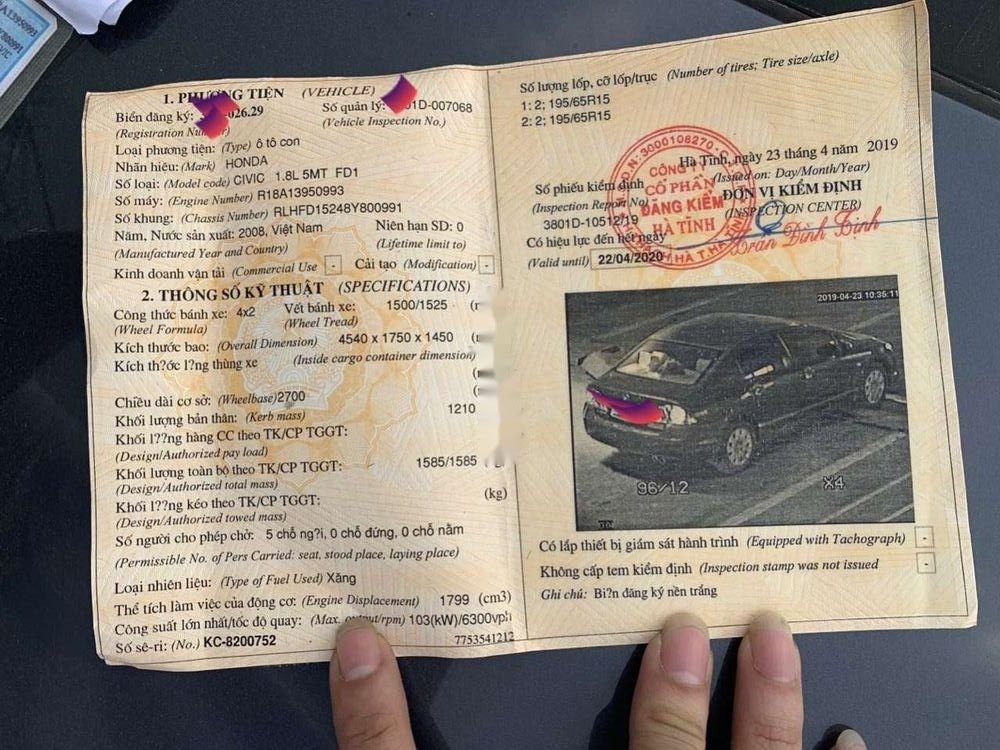 1. PHƯƠNG TIỆN (VEHICLE)
Biển đăng ký: 026.29 Số quản lý: 01D-007068
(Registration Number) (Vehicle Inspection No.)
Loại phương tiện: (Type) ô tô con
Nhãn hiệu: (Mark) HONDA
Số loại: (Model code) CIVIC 1.8L 5MT FD1
Số máy: (Engine Number) R18A13950993
Số khung: (Chassis Number) RLHFD15248Y800991
Năm, Nước sản xuất: 2008, Việt Nam Niên hạn SD: 0
(Manufactured Year and Country) (Lifetime limit to)
Kinh doanh vận tải (Commercial Use - Cải tạo (Modification) -
2. THÔNG SỐ KỸ THUẬT (SPECIFICATIONS)
Công thức bánh xe: 4x2 Vết bánh xe: 1500/1525
(Wheel Formula) (Wheel Tread)
Kích thước bao: (Overall Dimension) 4540 x 1750 x 1450
Kích th?ớc l?ng thùng xe (Inside cargo container dimension)
Chiều dài cơ sở: (Wheelbase)2700
Khối lượng bản thân: (Kerb mass) 1210
Khối l??ng hàng CC theo TK/CP TGGT:
(Design/Authorized pay load)
Khối lượng toàn bộ theo TK/CP TGGT: 1585/1585
(Design/Authorized total mass)
Khối l??ng kéo theo TK/CP TGGT: (kg)
(Design/Authorized towed mass)
Số người cho phép chở: 5 chỗ ng?i, 0 chỗ đứng, 0 chỗ nằm
(Permissible No. of Pers Carried: seat, stood place, laying place)
Loại nhiên liệu: (Type of Fuel Used) Xăng
Thể tích làm việc của động cơ: (Engine Displacement) 1799 (cm3)
Công suất lớn nhất/tốc độ quay: (Max. output/rpm) 103(kW)/6300vph
Số sê-ri: (No.) KC-8200752 7753541212
Số lượng lốp, cỡ lốp/trục (Number of tires; Tire size/axle)
1: 2; 195/65R15
2: 2; 195/65R15
Hà Tĩnh, ngày 23 tháng 4 năm 2019
(Issued on: Day/Month/Year)
Số phiếu kiểm định ĐƠN VỊ KIỂM ĐỊNH
(Inspection Report No) (INSPECTION CENTER)
3801D-10512/19
Có hiệu lực đến hết ngày
(Valid until) 22/04/2020
3000108270-C
CÔNG TY
CỔ PHẦN
ĐĂNG KIỂM
HÀ TĨNH
Trần Đình Định
2019-04-23 10:35:11
96/12 X4
Có lắp thiết bị giám sát hành trình (Equipped with Tachograph) -
Không cấp tem kiểm định (Inspection stamp was not issued -
Ghi chú: Bi?n đăng ký nền trắng